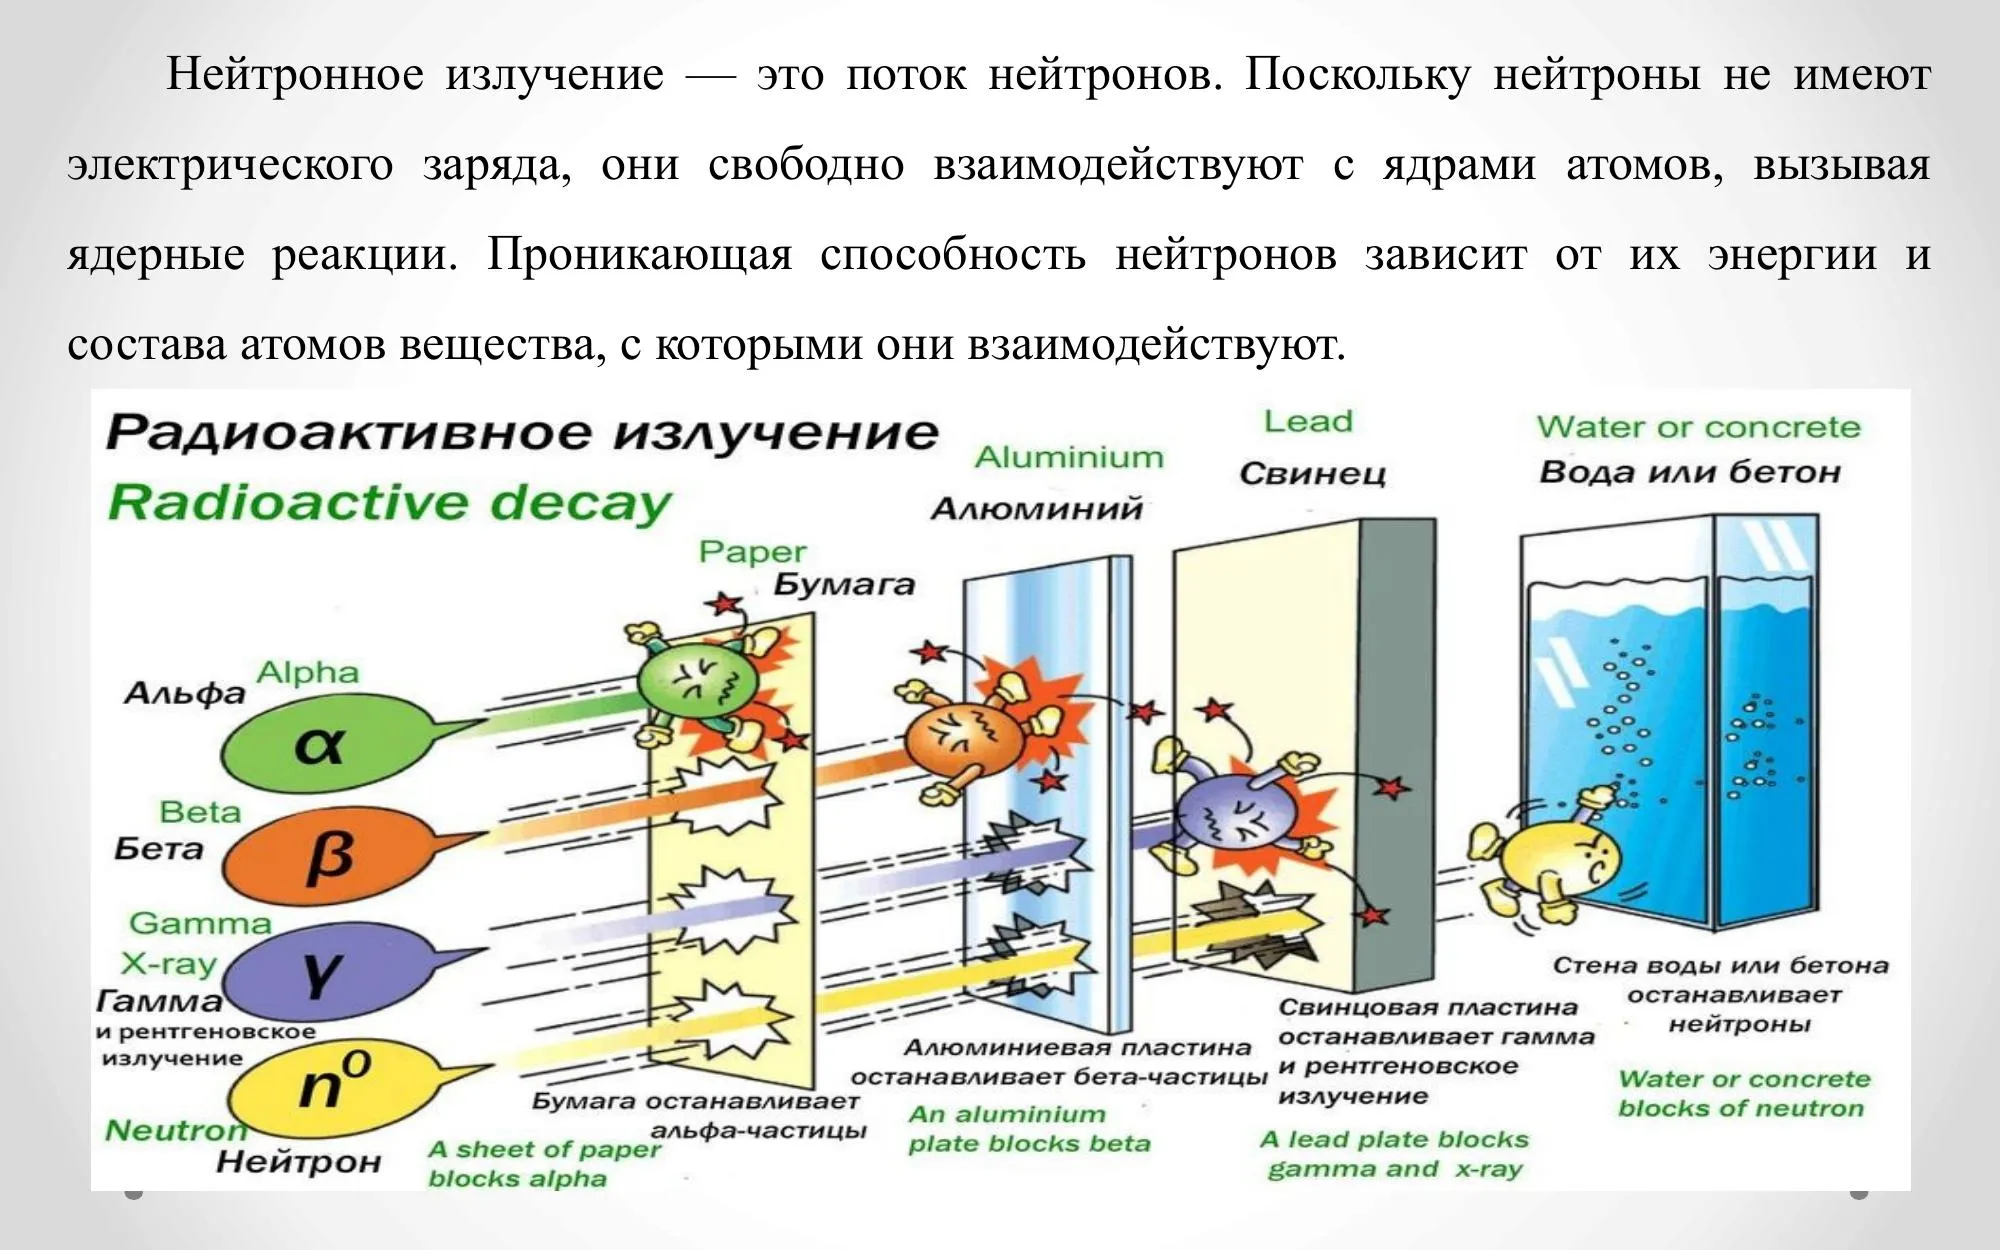 Нейтронное излучение — это поток нейтронов. Поскольку нейтроны не имеют
электрического заряда, они свободно взаимодействуют с ядрами атомов, вызывая
ядерные реакции. Проникающая способность нейтронов зависит от их энергии и
состава атомов вещества, с которыми они взаимодействуют.
Радиоактивное излучение
Radioactive decay
Paper
Бумага
Aluminium
Алюминий
Lead
Свинец
Water or concrete
Вода или бетон
Alpha
Альфа
α
Beta
Бета
β
Gamma
X-ray
Гамма
и рентгеновское
излучение
γ
n⁰
Neutron
Нейтрон
Бумага останавливает
альфа-частицы
A sheet of paper
blocks alpha
Алюминиевая пластина
останавливает бета-частицы
An aluminium
plate blocks beta
Свинцовая пластина
останавливает гамма
и рентгеновское
излучение
A lead plate blocks
gamma and x-ray
Стена воды или бетона
останавливает
нейтроны
Water or concrete
blocks of neutron